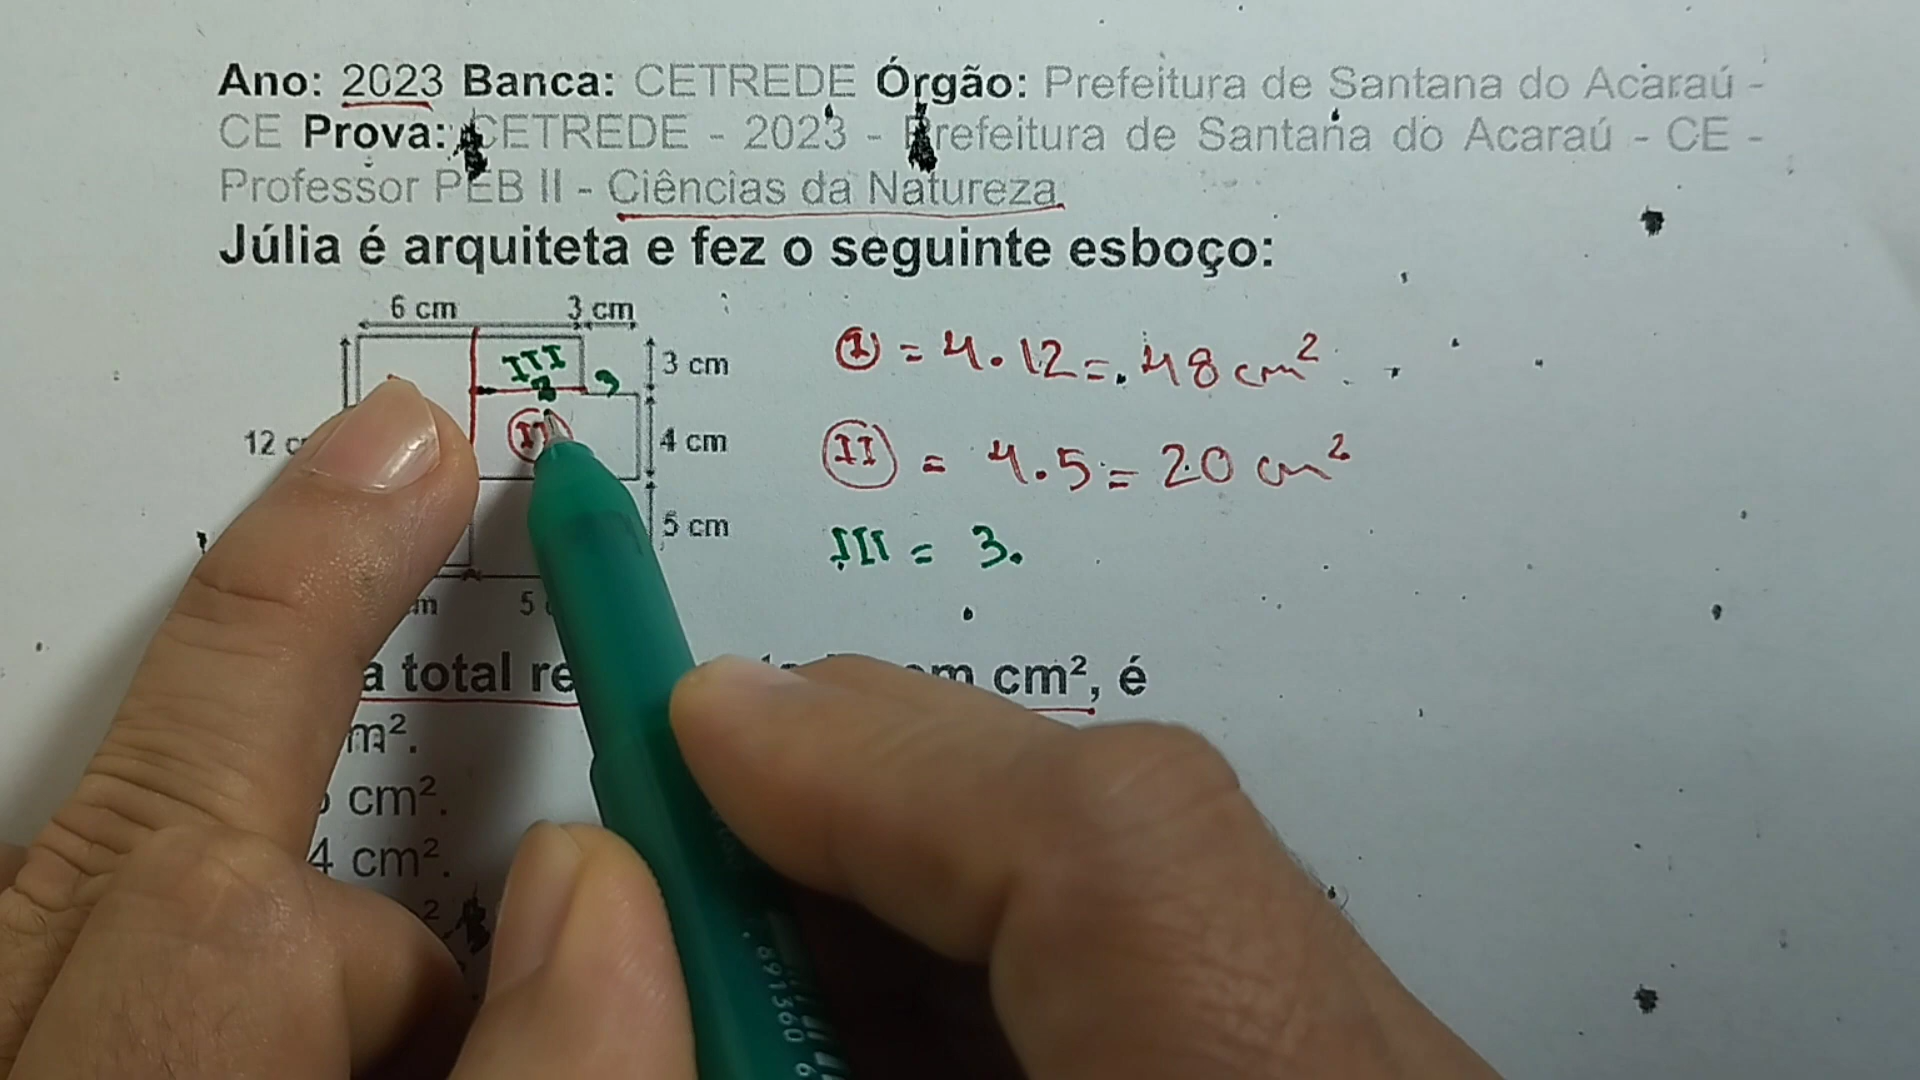 Ano: 2023 Banca: CETREDE Órgão: Prefeitura de Santana do Acaraú -
CE Prova: CETREDE - 2023 - Prefeitura de Santana do Acaraú - CE -
Professor PEB II - Ciências da Natureza
Júlia é arquiteta e fez o seguinte esboço:
6 cm 3 cm
III 3 cm
I = 4.12 = 48 cm²
12 II 4 cm
II = 4.5 = 20 cm²
5 cm
III = 3.
5
a total cm², é
m².
cm².
4 cm².